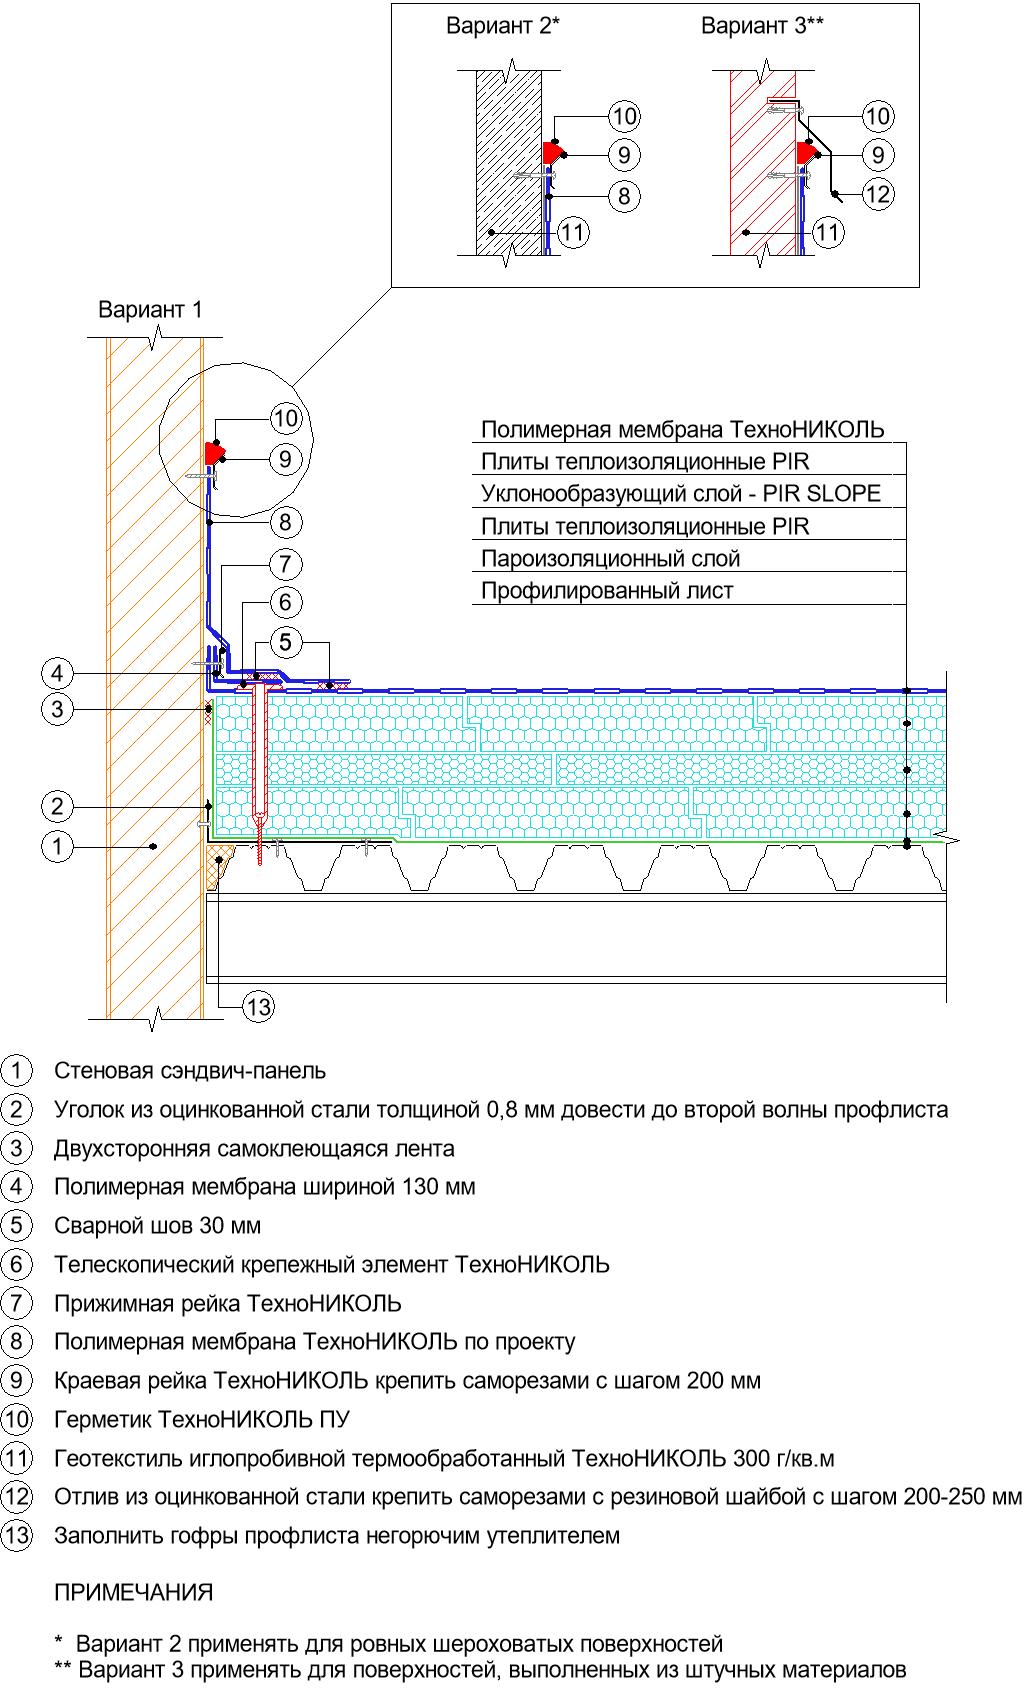 Вариант 2*
Вариант 3**
10
9
8
11
10
9
12
11
Вариант 1
10
9
8
7
6
5
4
3
2
1
13
Полимерная мембрана ТехноНИКОЛЬ
Плиты теплоизоляционные PIR
Уклонообразующий слой - PIR SLOPE
Плиты теплоизоляционные PIR
Пароизоляционный слой
Профилированный лист
1 Стеновая сэндвич-панель
2 Уголок из оцинкованной стали толщиной 0,8 мм довести до второй волны профлиста
3 Двухсторонняя самоклеющаяся лента
4 Полимерная мембрана шириной 130 мм
5 Сварной шов 30 мм
6 Телескопический крепежный элемент ТехноНИКОЛЬ
7 Прижимная рейка ТехноНИКОЛЬ
8 Полимерная мембрана ТехноНИКОЛЬ по проекту
9 Краевая рейка ТехноНИКОЛЬ крепить саморезами с шагом 200 мм
10 Герметик ТехноНИКОЛЬ ПУ
11 Геотекстиль иглопробивной термообработанный ТехноНИКОЛЬ 300 г/кв.м
12 Отлив из оцинкованной стали крепить саморезами с резиновой шайбой с шагом 200-250 мм
13 Заполнить гофры профлиста негорючим утеплителем
ПРИМЕЧАНИЯ
* Вариант 2 применять для ровных шероховатых поверхностей
** Вариант 3 применять для поверхностей, выполненных из штучных материалов